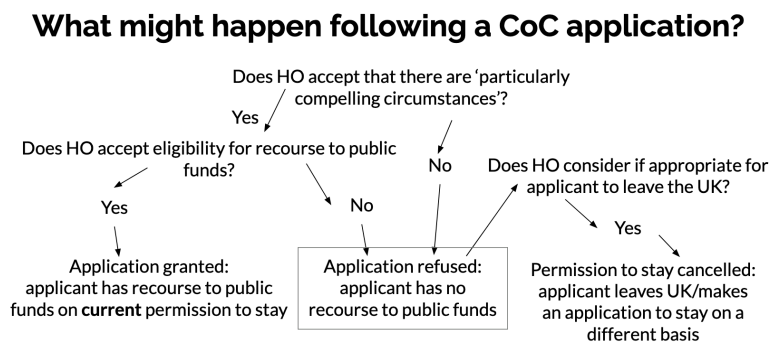 What might happen following a CoC application?
Does HO accept that there are ‘particularly
compelling circumstances’?
Yes
Does HO accept eligibility for recourse to public
funds?
No
Does HO consider if appropriate for
applicant to leave the UK?
Yes
No
Yes
Application granted:
applicant has recourse to public
funds on current permission to stay
Application refused:
applicant has no
recourse to public funds
Permission to stay cancelled:
applicant leaves UK/makes
an application to stay on a
different basis